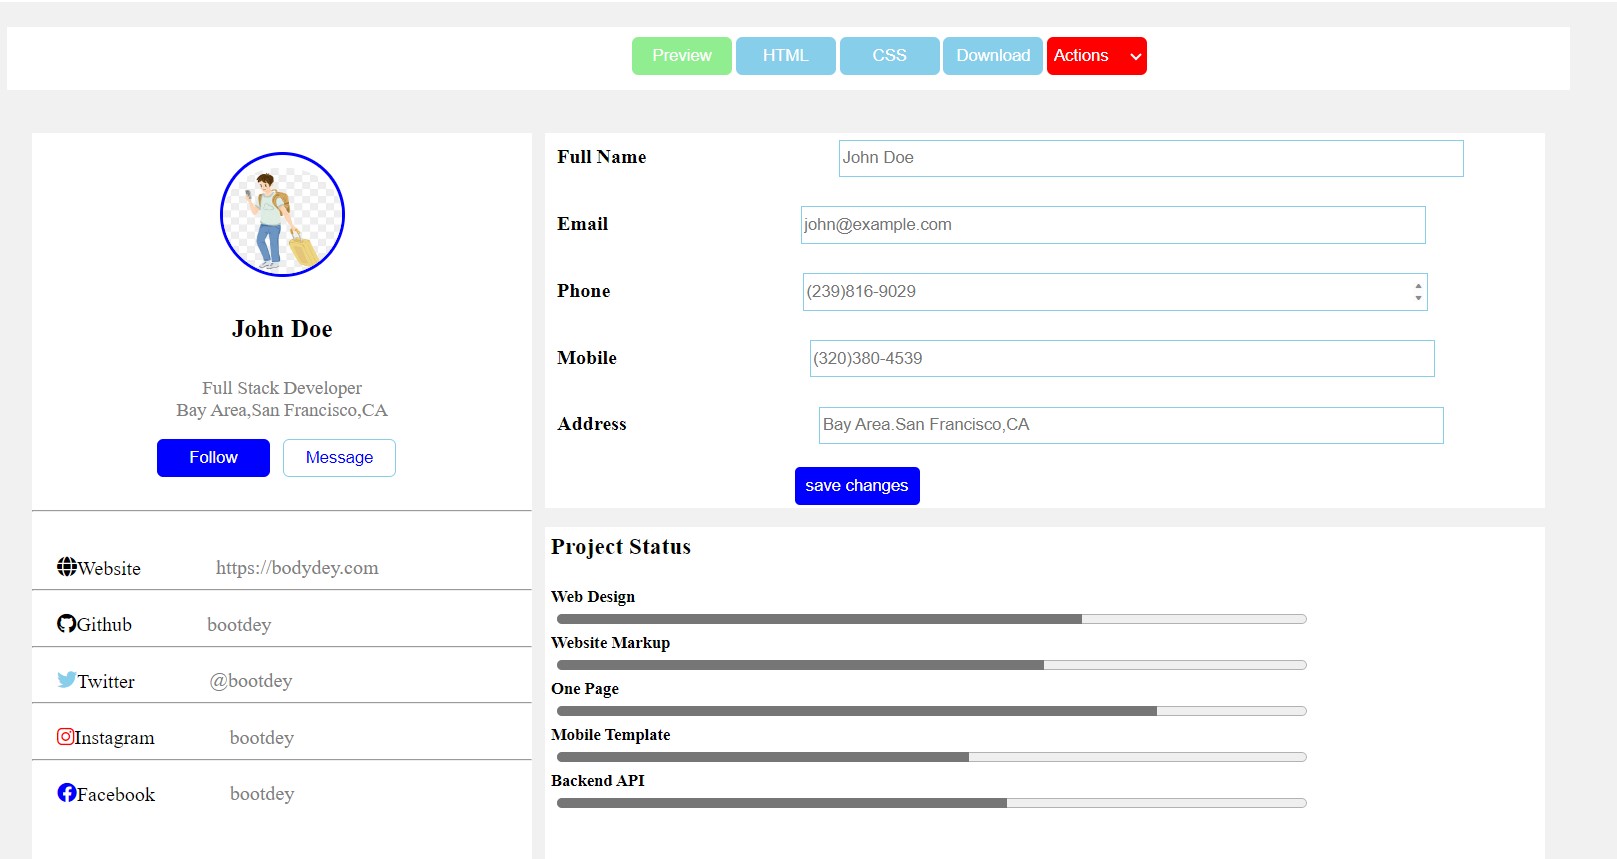 Preview HTML CSS Download Actions
John Doe
Full Stack Developer
Bay Area,San Francisco,CA
Follow Message
Website https://bodydey.com
Github bootdey
Twitter @bootdey
Instagram bootdey
Facebook bootdey
Full Name John Doe
Email john@example.com
Phone (239)816-9029
Mobile (320)380-4539
Address Bay Area.San Francisco,CA
save changes
Project Status
Web Design
Website Markup
One Page
Mobile Template
Backend API